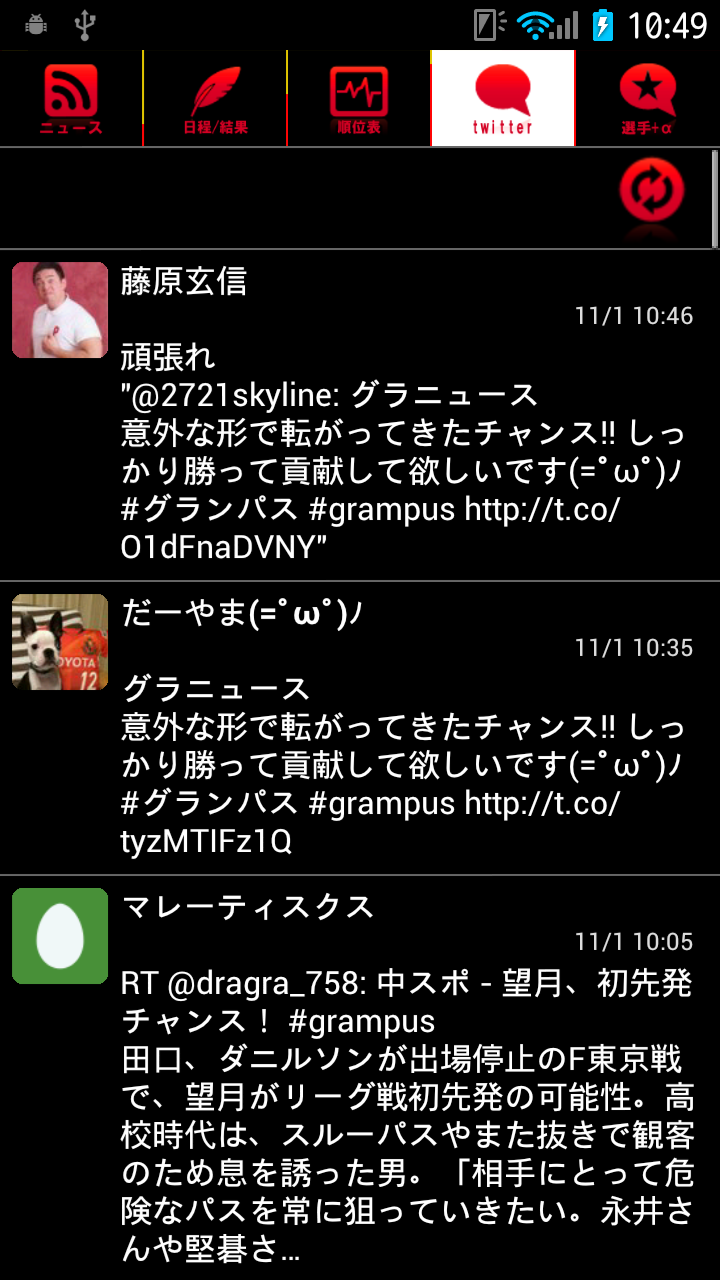 10:49
ニュース
日程/結果
順位表
twitter
選手+α
藤原玄信
11/1 10:46
頑張れ
"@2721skyline: グラニュース
意外な形で転がってきたチャンス!! しっ
かり勝って貢献して欲しいです(=ﾟωﾟ)ﾉ
#グランパス #grampus http://t.co/
O1dFnaDVNY"
だーやま(=ﾟωﾟ)ﾉ
11/1 10:35
グラニュース
意外な形で転がってきたチャンス!! しっ
かり勝って貢献して欲しいです(=ﾟωﾟ)ﾉ
#グランパス #grampus http://t.co/
tyzMTIFz1Q
TOYOTA
12
マレーティスクス
11/1 10:05
RT @dragra_758: 中スポ - 望月、初先発
チャンス！ #grampus
田口、ダニルソンが出場停止のF東京戦
で、望月がリーグ戦初先発の可能性。高
校時代は、スルーパスやまた抜きで観客
のため息を誘った男。「相手にとって危
険なパスを常に狙っていきたい。永井さ
んや堅碁さ...